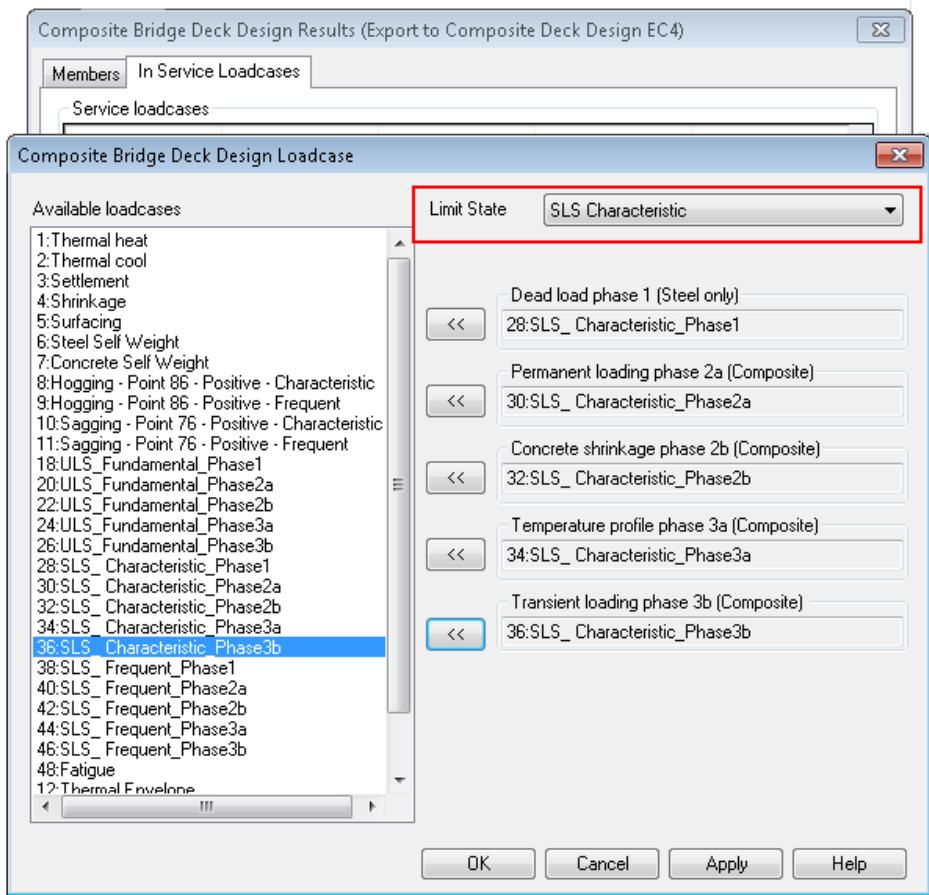 Composite Bridge Deck Design Results (Export to Composite Deck Design EC4)
Members
In Service Loadcases
Service loadcases
Composite Bridge Deck Design Loadcase
Available loadcases
1:Thermal heat
2:Thermal cool
3:Settlement
4:Shrinkage
5:Surfacing
6:Steel Self Weight
7:Concrete Self Weight
8:Hogging - Point 86 - Positive - Characteristic
9:Hogging - Point 86 - Positive - Frequent
10:Sagging - Point 76 - Positive - Characteristic
11:Sagging - Point 76 - Positive - Frequent
18:ULS_Fundamental_Phase1
20:ULS_Fundamental_Phase2a
22:ULS_Fundamental_Phase2b
24:ULS_Fundamental_Phase3a
26:ULS_Fundamental_Phase3b
28:SLS_ Characteristic_Phase1
30:SLS_ Characteristic_Phase2a
32:SLS_ Characteristic_Phase2b
34:SLS_ Characteristic_Phase3a
36:SLS_ Characteristic_Phase3b
38:SLS_ Frequent_Phase1
40:SLS_ Frequent_Phase2a
42:SLS_ Frequent_Phase2b
44:SLS_ Frequent_Phase3a
46:SLS_ Frequent_Phase3b
48:Fatigue
12:Thermal Envelope
Limit State
SLS Characteristic
Dead load phase 1 (Steel only)
<< 28:SLS_ Characteristic_Phase1
Permanent loading phase 2a (Composite)
<< 30:SLS_ Characteristic_Phase2a
Concrete shrinkage phase 2b (Composite)
<< 32:SLS_ Characteristic_Phase2b
Temperature profile phase 3a (Composite)
<< 34:SLS_ Characteristic_Phase3a
Transient loading phase 3b (Composite)
<< 36:SLS_ Characteristic_Phase3b
OK Cancel Apply Help